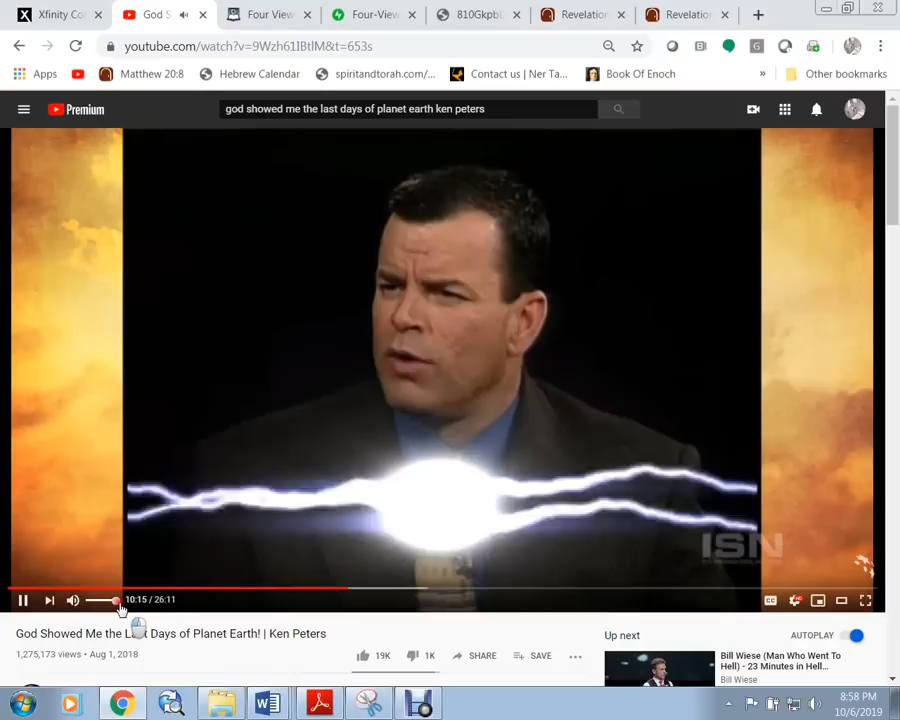 Xfinity Co
God S
Four View
Four-View
810Gkpb
Revelation
Revelation
youtube.com/watch?v=9Wzh61IBtIM&t=653s
Apps
Matthew 20:8
Hebrew Calendar
spiritandtorah.com/...
Contact us | Ner Ta...
Book Of Enoch
»
Other bookmarks
Premium
god showed me the last days of planet earth ken peters
ISN
10:15 / 26:11
God Showed Me the Last Days of Planet Earth! | Ken Peters
1,275,173 views • Aug 1, 2018
19K
1K
SHARE
SAVE
Up next
AUTOPLAY
Bill Wiese (Man Who Went To
Hell) - 23 Minutes in Hell...
Bill Wiese
8:58 PM
10/6/2019